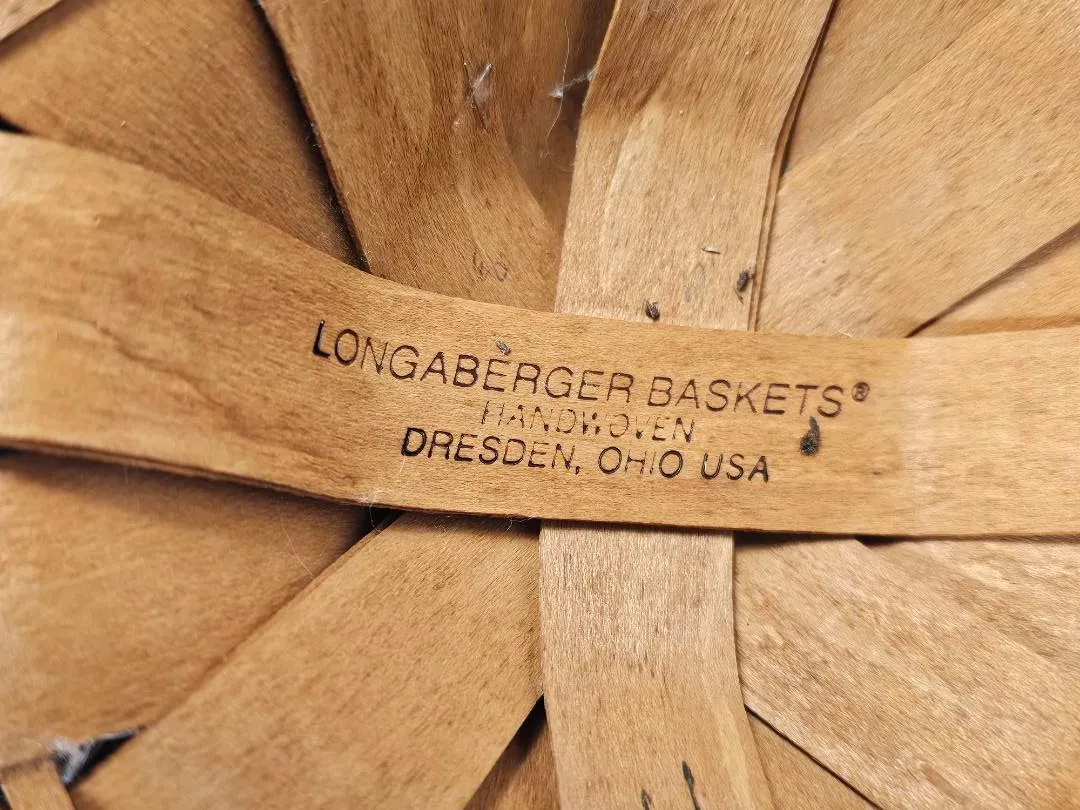 LONGABERGER BASKETS®
HANDWOVEN
DRESDEN, OHIO USA